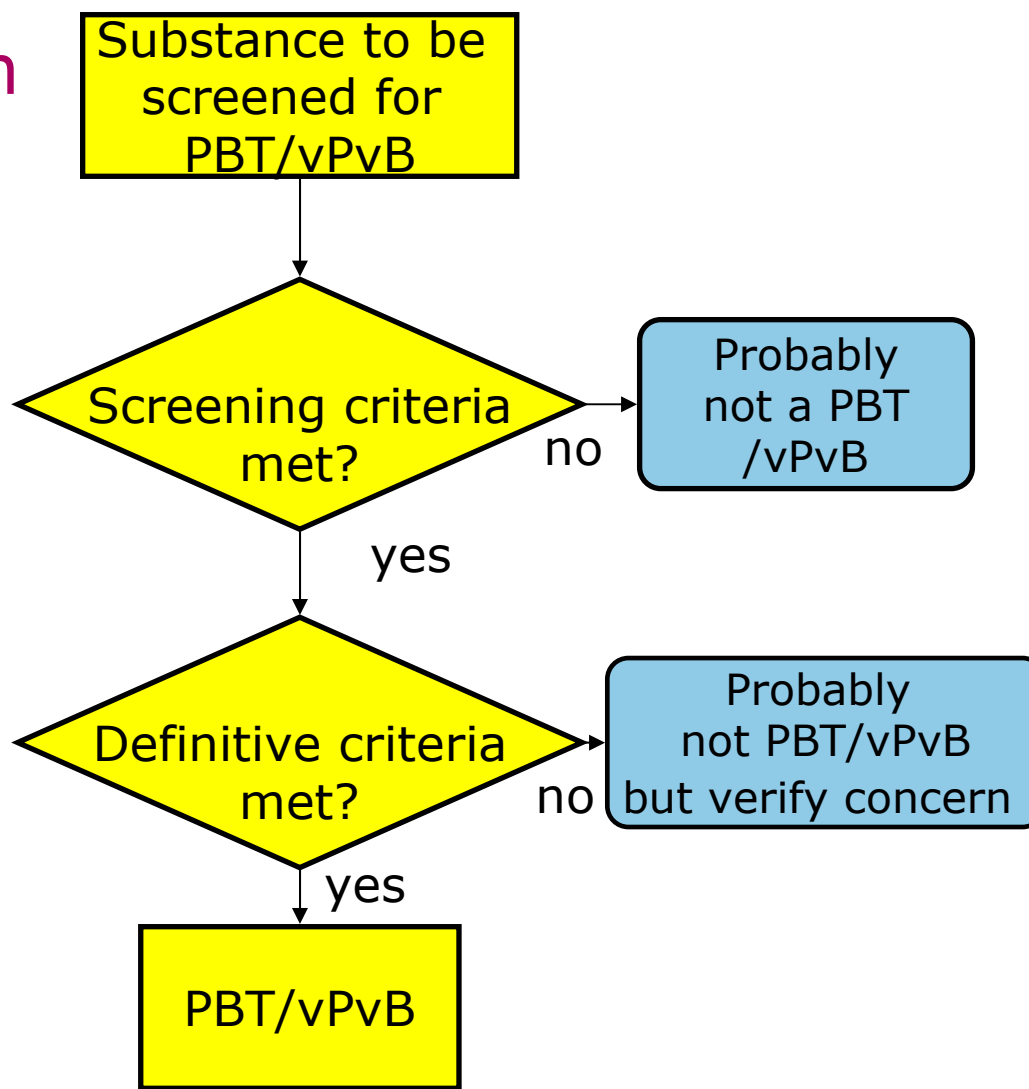 Substance to be
screened for
PBT/vPvB
Screening criteria
met?
no
Probably
not a PBT
/vPvB
yes
Definitive criteria
met?
no
Probably
not PBT/vPvB
but verify concern
yes
PBT/vPvB